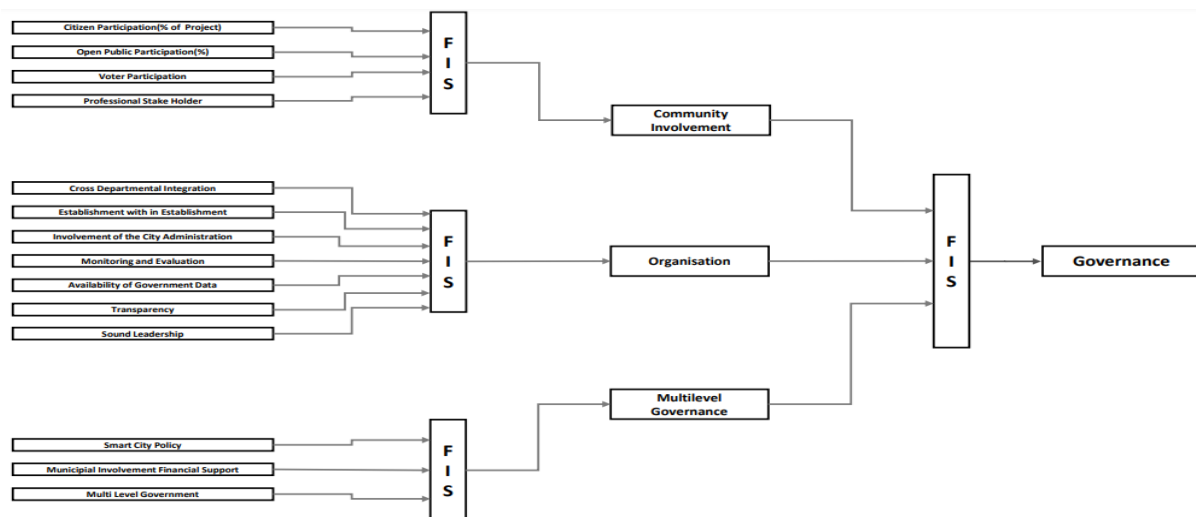 Citizen Participation(% of Project)
Open Public Participation(%)
Voter Participation
Professional Stake Holder
F
I
S
Community
Involvement
Cross Departmental Integration
Establishment with in Establishment
Involvement of the City Administration
Monitoring and Evaluation
Availability of Government Data
Transparency
Sound Leadership
F
I
S
Organisation
F
I
S
Governance
Multilevel
Governance
Smart City Policy
Municipial Involvement Financial Support
Multi Level Government
F
I
S